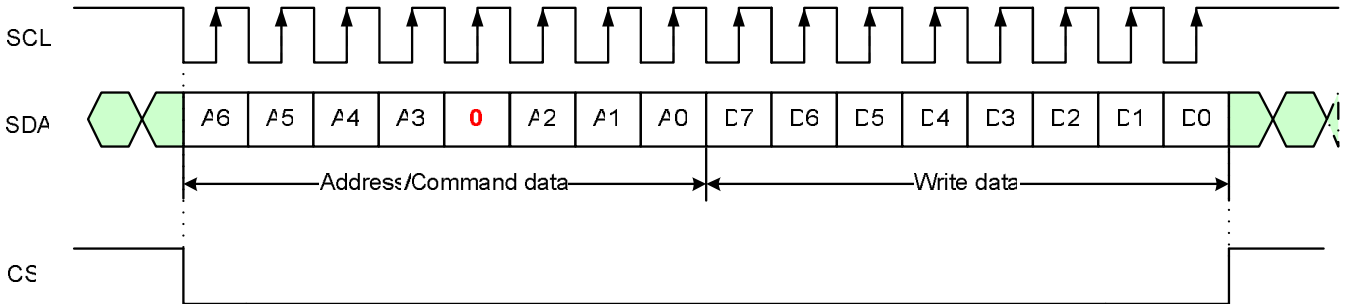 SCL
SDA A6 A5 A4 A3 0 A2 A1 A0 D7 D6 D5 D4 D3 D2 D1 D0
Address/Command data Write data
CS